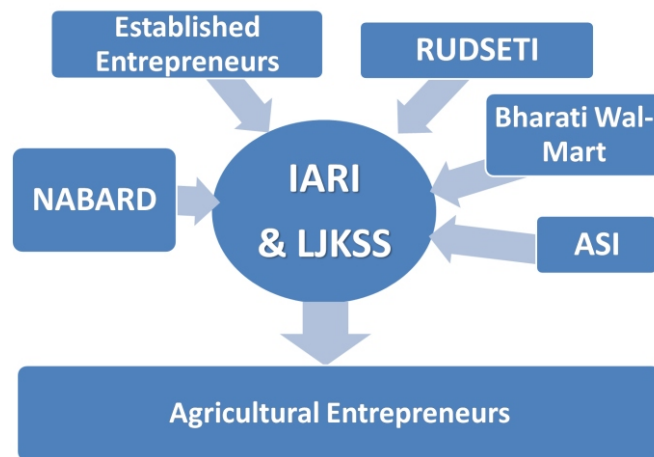 Established
Entrepreneurs
RUDSETI
Bharati Wal-
Mart
NABARD
IARI
& LJKSS
ASI
Agricultural Entrepreneurs